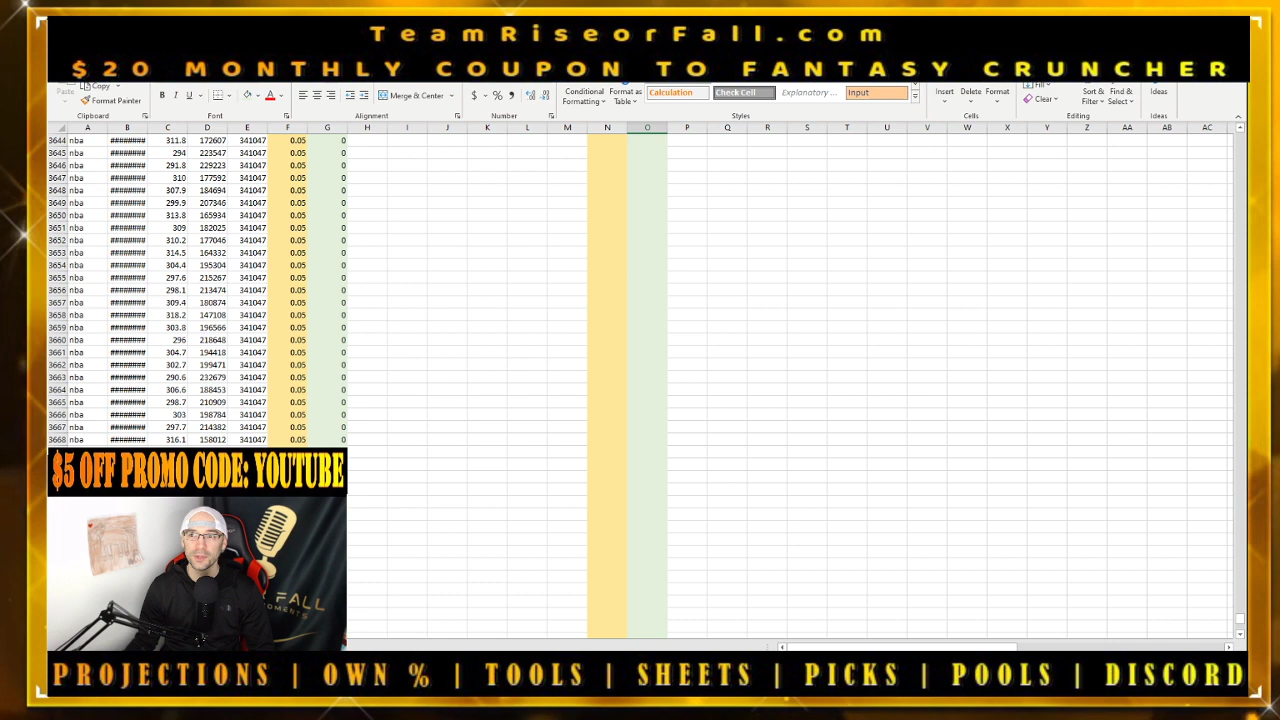 TeamRiseorFall.com
$20 MONTHLY COUPON TO FANTASY CRUNCHER
Paste Copy Format Painter B I U A Merge & Center $ % 9 Conditional Formatting Format as Table Calculation Check Cell Explanatory ... Input Insert Delete Format Fill Clear Sort & Filter Find & Select Ideas
Clipboard Font Alignment Number Styles Cells Editing Ideas
A B C D E F G H I J K L M N O P Q R S T U V W X Y Z AA AB AC
3644 nba ######## 311.8 172607 341047 0.05 0
3645 nba ######## 294 223547 341047 0.05 0
3646 nba ######## 291.8 229223 341047 0.05 0
3647 nba ######## 310 177592 341047 0.05 0
3648 nba ######## 307.9 184694 341047 0.05 0
3649 nba ######## 299.9 207346 341047 0.05 0
3650 nba ######## 313.8 165934 341047 0.05 0
3651 nba ######## 309 182025 341047 0.05 0
3652 nba ######## 310.2 177046 341047 0.05 0
3653 nba ######## 314.5 164332 341047 0.05 0
3654 nba ######## 304.4 195304 341047 0.05 0
3655 nba ######## 297.6 215267 341047 0.05 0
3656 nba ######## 298.1 213474 341047 0.05 0
3657 nba ######## 309.4 180874 341047 0.05 0
3658 nba ######## 318.2 147108 341047 0.05 0
3659 nba ######## 303.8 196566 341047 0.05 0
3660 nba ######## 296 218648 341047 0.05 0
3661 nba ######## 304.7 194418 341047 0.05 0
3662 nba ######## 302.7 199471 341047 0.05 0
3663 nba ######## 290.6 232679 341047 0.05 0
3664 nba ######## 306.6 188453 341047 0.05 0
3665 nba ######## 298.7 210909 341047 0.05 0
3666 nba ######## 303 198784 341047 0.05 0
3667 nba ######## 297.7 214382 341047 0.05 0
3668 nba ######## 316.1 158012 341047 0.05 0
$5 OFF PROMO CODE: YOUTUBE
FALL
OMENTS
PROJECTIONS | OWN % | TOOLS | SHEETS | PICKS | POOLS | DISCORD